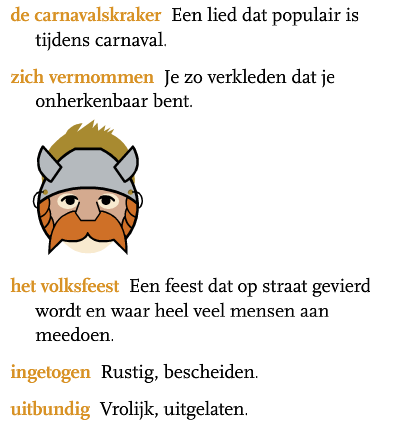 de carnavalskraker Een lied dat populair is
tijdens carnaval.
zich vermommen Je zo verkleden dat je
onherkenbaar bent.
het volksfeest Een feest dat op straat gevierd
wordt en waar heel veel mensen aan
meedoen.
ingetogen Rustig, bescheiden.
uitbundig Vrolijk, uitgelaten.